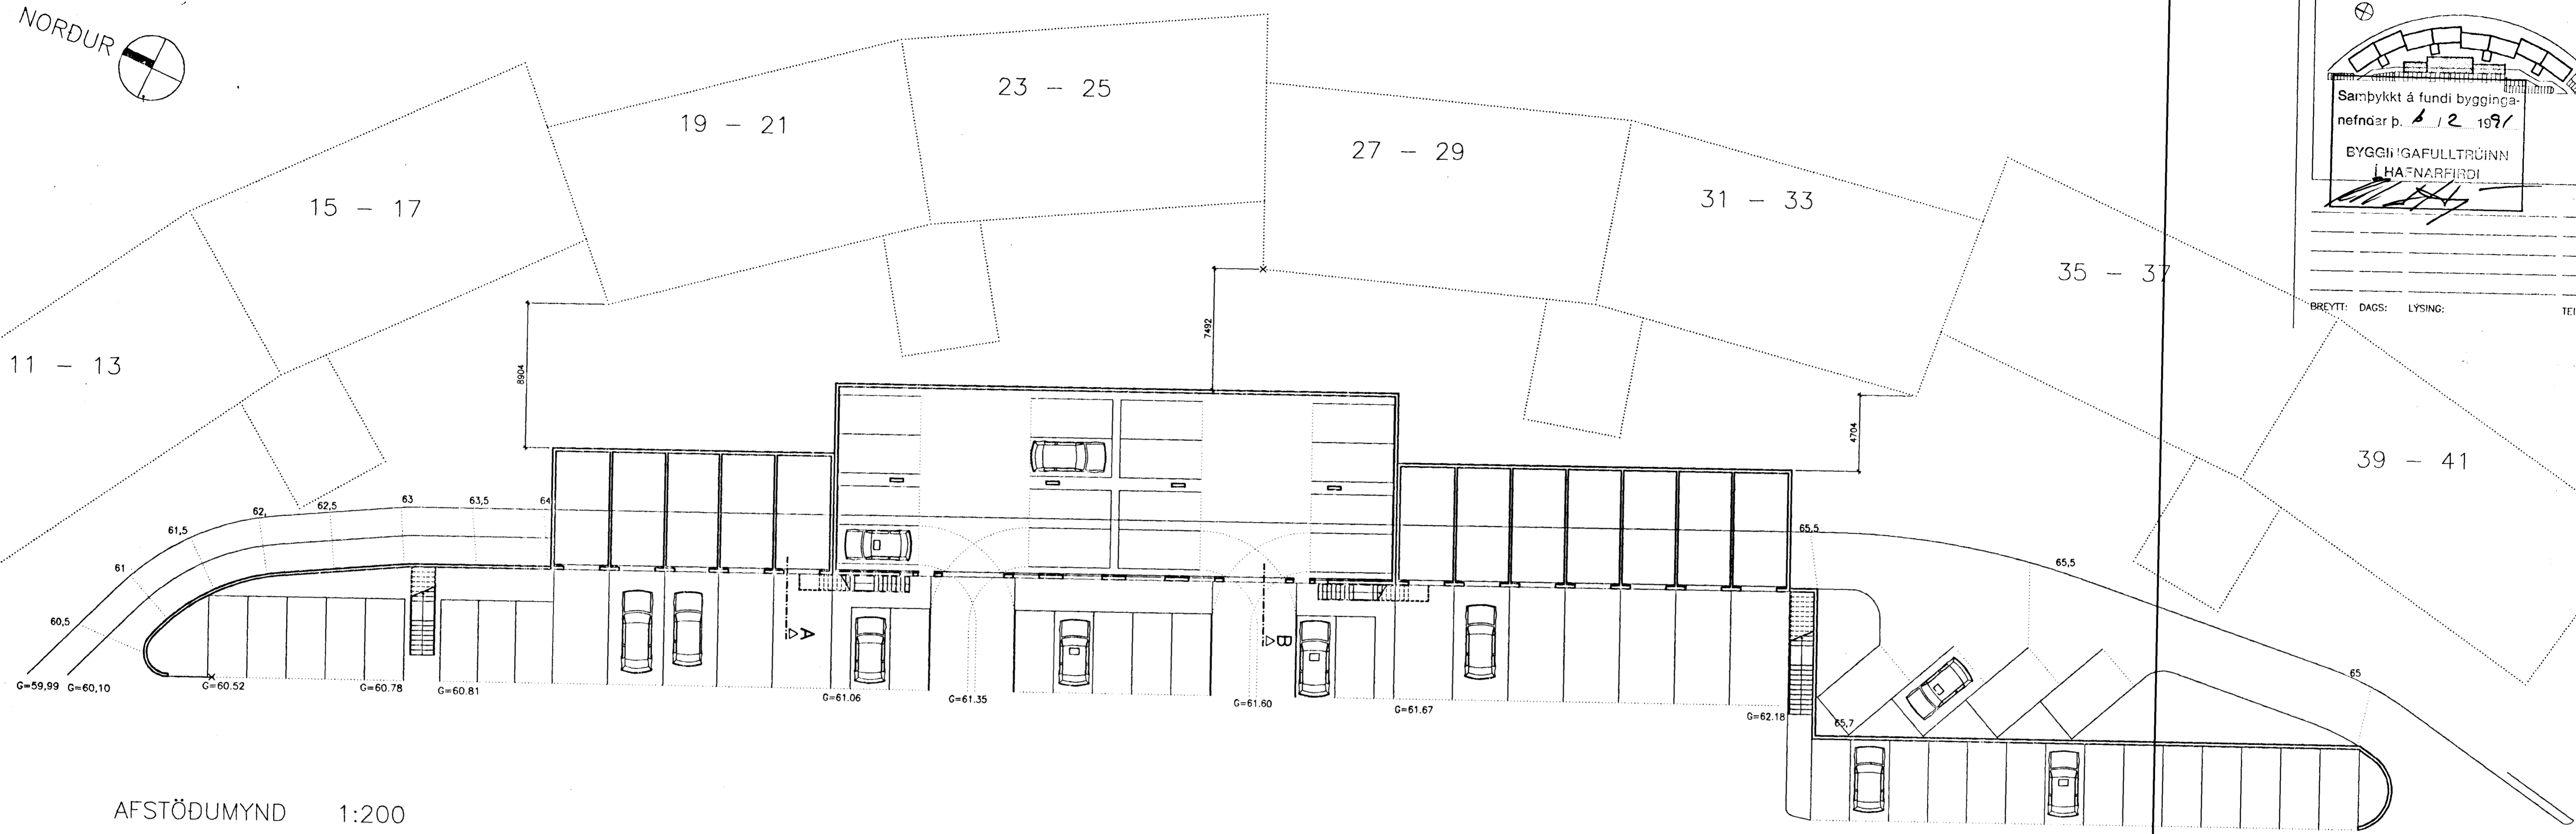 NORÐUR
11 – 13
15 – 17
19 – 21
23 – 25
27 – 29
31 – 33
35 – 37
39 – 41
8904
7492
4704
60,5
61
61,5
62,
62,5
63
63,5
64
65,5
65,5
65
65,7
A
B
G=59,99
G=60,10
G=60.52
G=60.78
G=60.81
G=61.06
G=61.35
G=61.60
G=61.67
G=62.18
AFSTÖÐUMYND 1:200
Samþykkt á fundi bygginga-
nefndar þ. 6 / 2 1991
BYGGINGAFULLTRÚINN
Í HAFNARFIRÐI
BREYTT: DAGS: LÝSING: